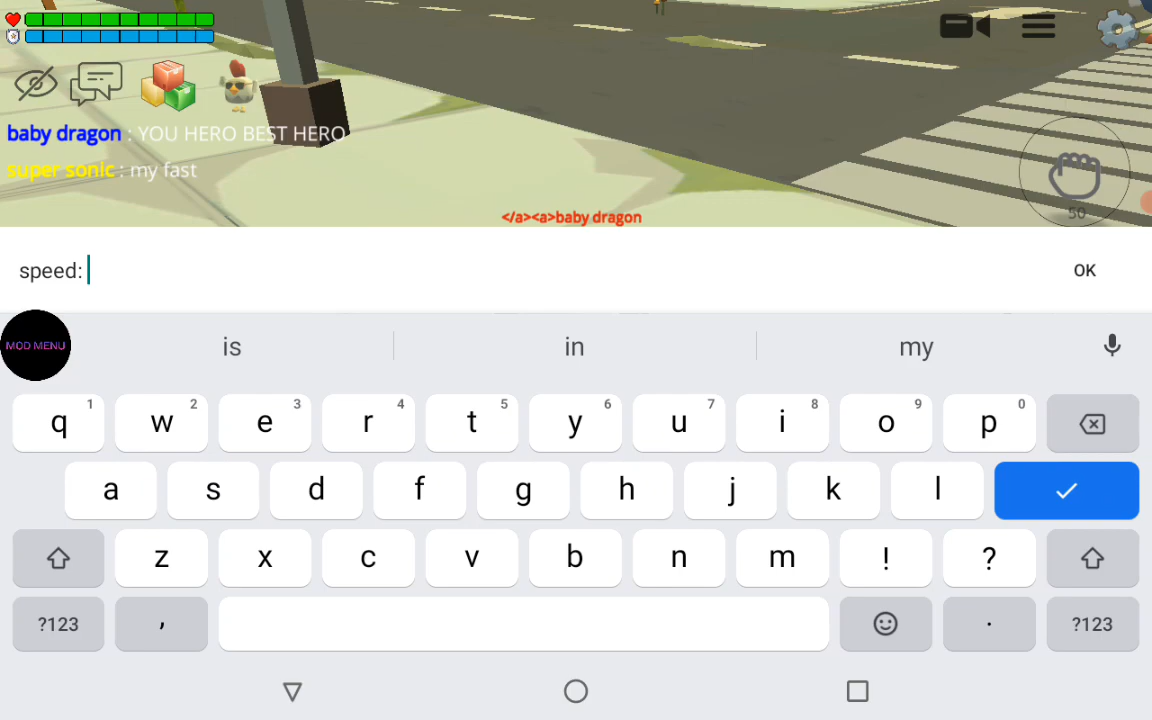 baby dragon : YOU HERO BEST HERO
super sonic : my fast
50
</a><a>baby dragon
speed:
OK
MOD MENU
is
in
my
q 1 w 2 e 3 r 4 t 5 y 6 u 7 i 8 o 9 p 0
a s d f g h j k l
z x c v b n m ! ?
?123 , . ?123